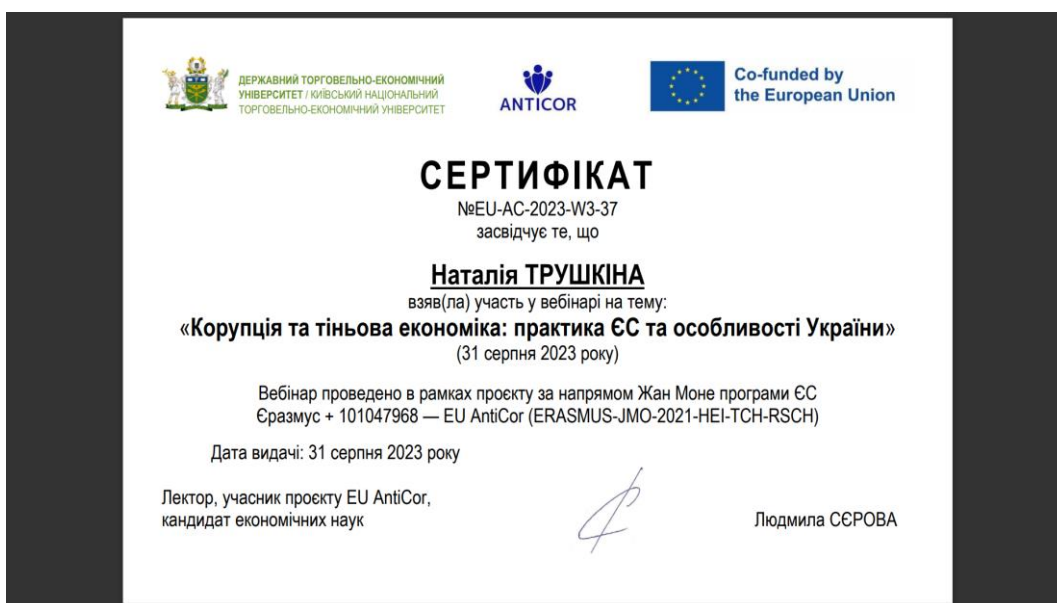 ДЕРЖАВНИЙ ТОРГОВЕЛЬНО-ЕКОНОМІЧНИЙ
УНІВЕРСИТЕТ / КИЇВСЬКИЙ НАЦІОНАЛЬНИЙ
ТОРГОВЕЛЬНО-ЕКОНОМІЧНИЙ УНІВЕРСИТЕТ
ANTICOR
Co-funded by
the European Union
СЕРТИФІКАТ
№EU-AC-2023-W3-37
засвідчує те, що
Наталія ТРУШКІНА
взяв(ла) участь у вебінарі на тему:
«Корупція та тіньова економіка: практика ЄС та особливості України»
(31 серпня 2023 року)
Вебінар проведено в рамках проєкту за напрямом Жан Моне програми ЄС
Єразмус + 101047968 — EU AntiCor (ERASMUS-JMO-2021-HEI-TCH-RSCH)
Дата видачі: 31 серпня 2023 року
Лектор, учасник проєкту EU AntiCor,
кандидат економічних наук
Людмила СЄРОВА